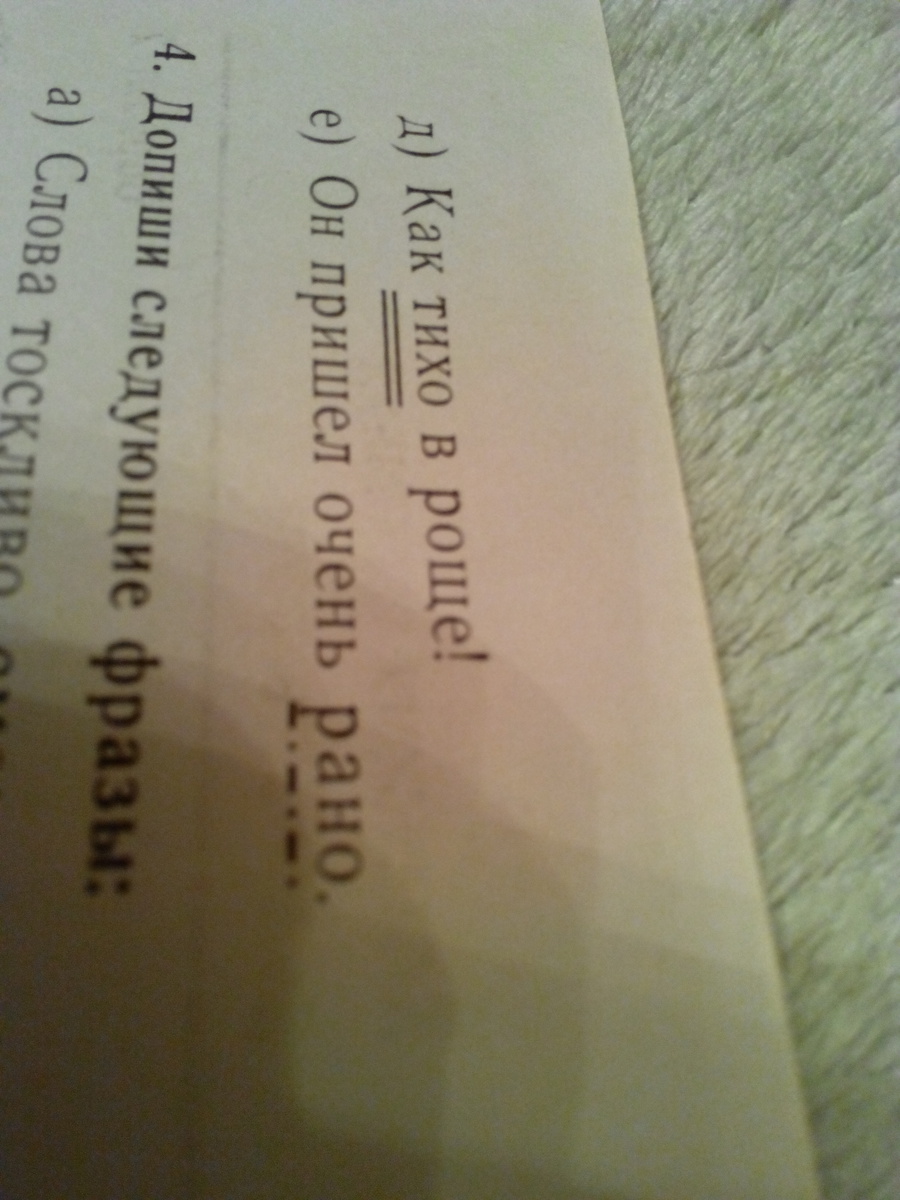 д) Как тихо в роще!
е) Он пришел очень рано.
4. Допиши следующие фразы:
а) Слова тоскливо,